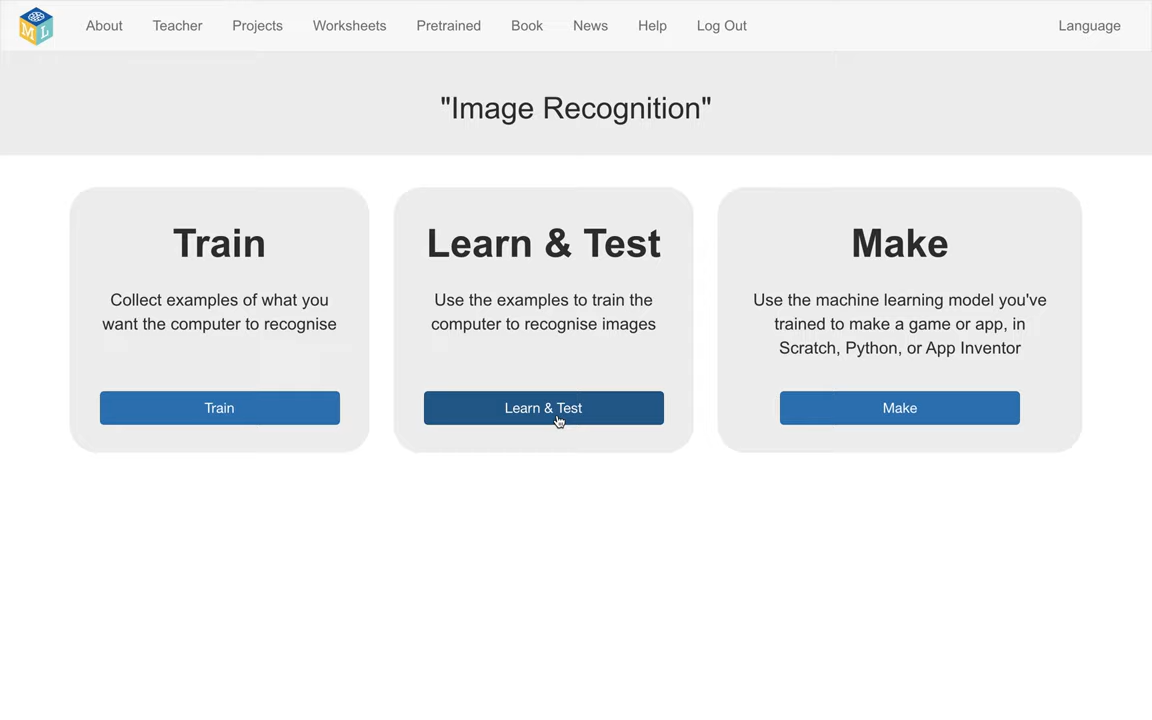 ML
About Teacher Projects Worksheets Pretrained Book News Help Log Out Language
"Image Recognition"
Train
Collect examples of what you
want the computer to recognise
Train
Learn & Test
Use the examples to train the
computer to recognise images
Learn & Test
Make
Use the machine learning model you've
trained to make a game or app, in
Scratch, Python, or App Inventor
Make